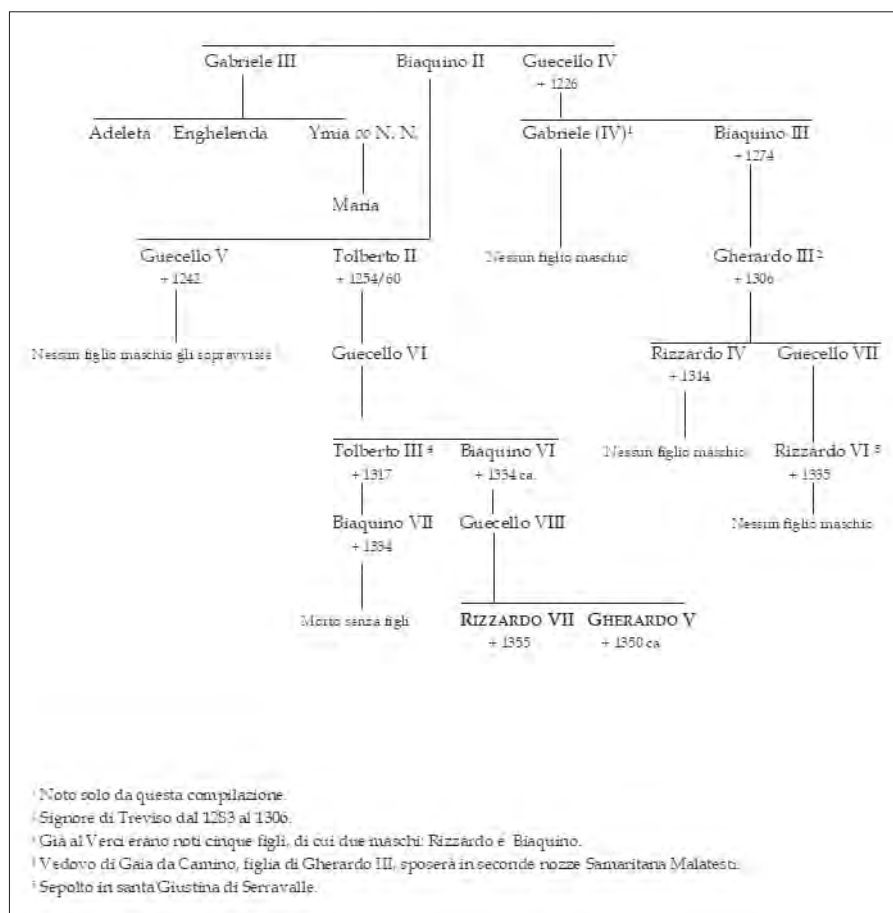 Gabriele III Biaquino II Guecello IV
+ 1226
Adeleta Enghelenda Ymia ∞ N. N. Gabriele (IV)¹ Biaquino III
+ 1274
Maria
Guecello V Tolberto II Nessun figlio maschio Gherardo III ²
+ 1242 + 1254/60 + 1306
Nessun figlio maschio gli sopravvisse Guecello VI Rizzardo IV Guecello VII
+ 1314
Tolberto III ⁴ Biaquino VI Nessun figlio maschio Rizzardo VI ⁵
+ 1317 + 1334 ca. + 1335
Biaquino VII Guecello VIII Nessun figlio maschio
+ 1334
Morto senza figli RIZZARDO VII GHERARDO V
+ 1355 + 1350 ca
¹ Noto solo da questa compilazione.
² Signore di Treviso dal 1283 al 1306.
Già al Verci erano noti cinque figli, di cui due maschi: Rizzardo e Biaquino.
Vedovo di Gaia da Camino, figlia di Gherardo III, sposerà in seconde nozze Samaritana Malatesti.
⁵ Sepolto in santa Giustina di Serravalle.